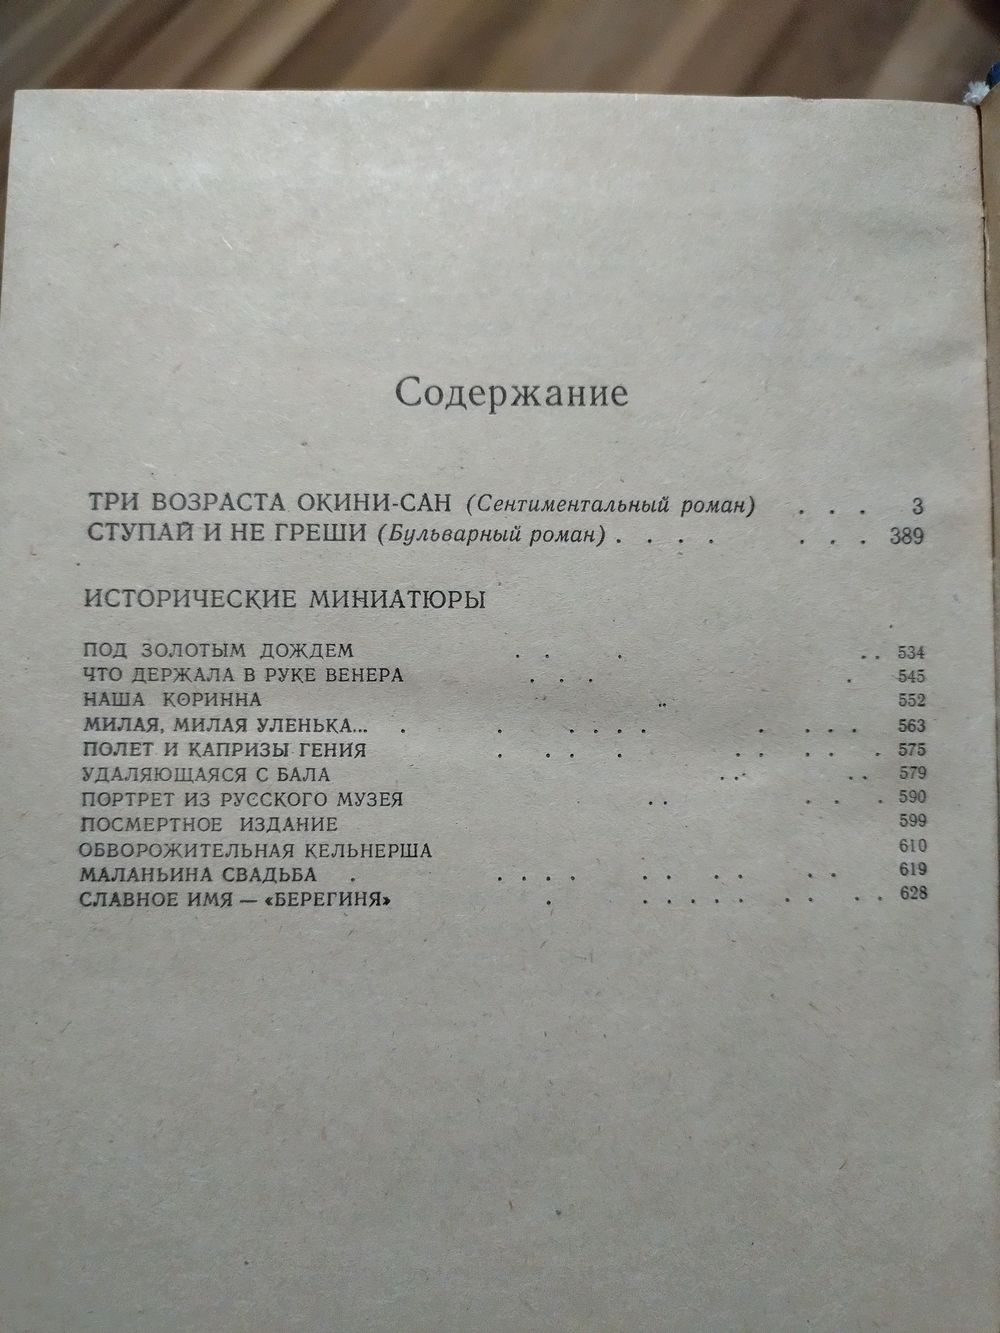 Содержание
ТРИ ВОЗРАСТА ОКИНИ-САН (Сентиментальный роман) . . . 3
СТУПАЙ И НЕ ГРЕШИ (Бульварный роман) . . . . . . . 389
ИСТОРИЧЕСКИЕ МИНИАТЮРЫ
ПОД ЗОЛОТЫМ ДОЖДЕМ . . . . . 534
ЧТО ДЕРЖАЛА В РУКЕ ВЕНЕРА . . . . 545
НАША КОРИННА . . 552
МИЛАЯ, МИЛАЯ УЛЕНЬКА... . . . . . . . . . . 563
ПОЛЕТ И КАПРИЗЫ ГЕНИЯ . . . . . . . . . 575
УДАЛЯЮЩАЯСЯ С БАЛА . . . . . 579
ПОРТРЕТ ИЗ РУССКОГО МУЗЕЯ . . . . . 590
ПОСМЕРТНОЕ ИЗДАНИЕ 599
ОБВОРОЖИТЕЛЬНАЯ КЕЛЬНЕРША 610
МАЛАНЬИНА СВАДЬБА . . . . . . . . . . . 619
СЛАВНОЕ ИМЯ — «БЕРЕГИНЯ» . . . . . . . . . . 628